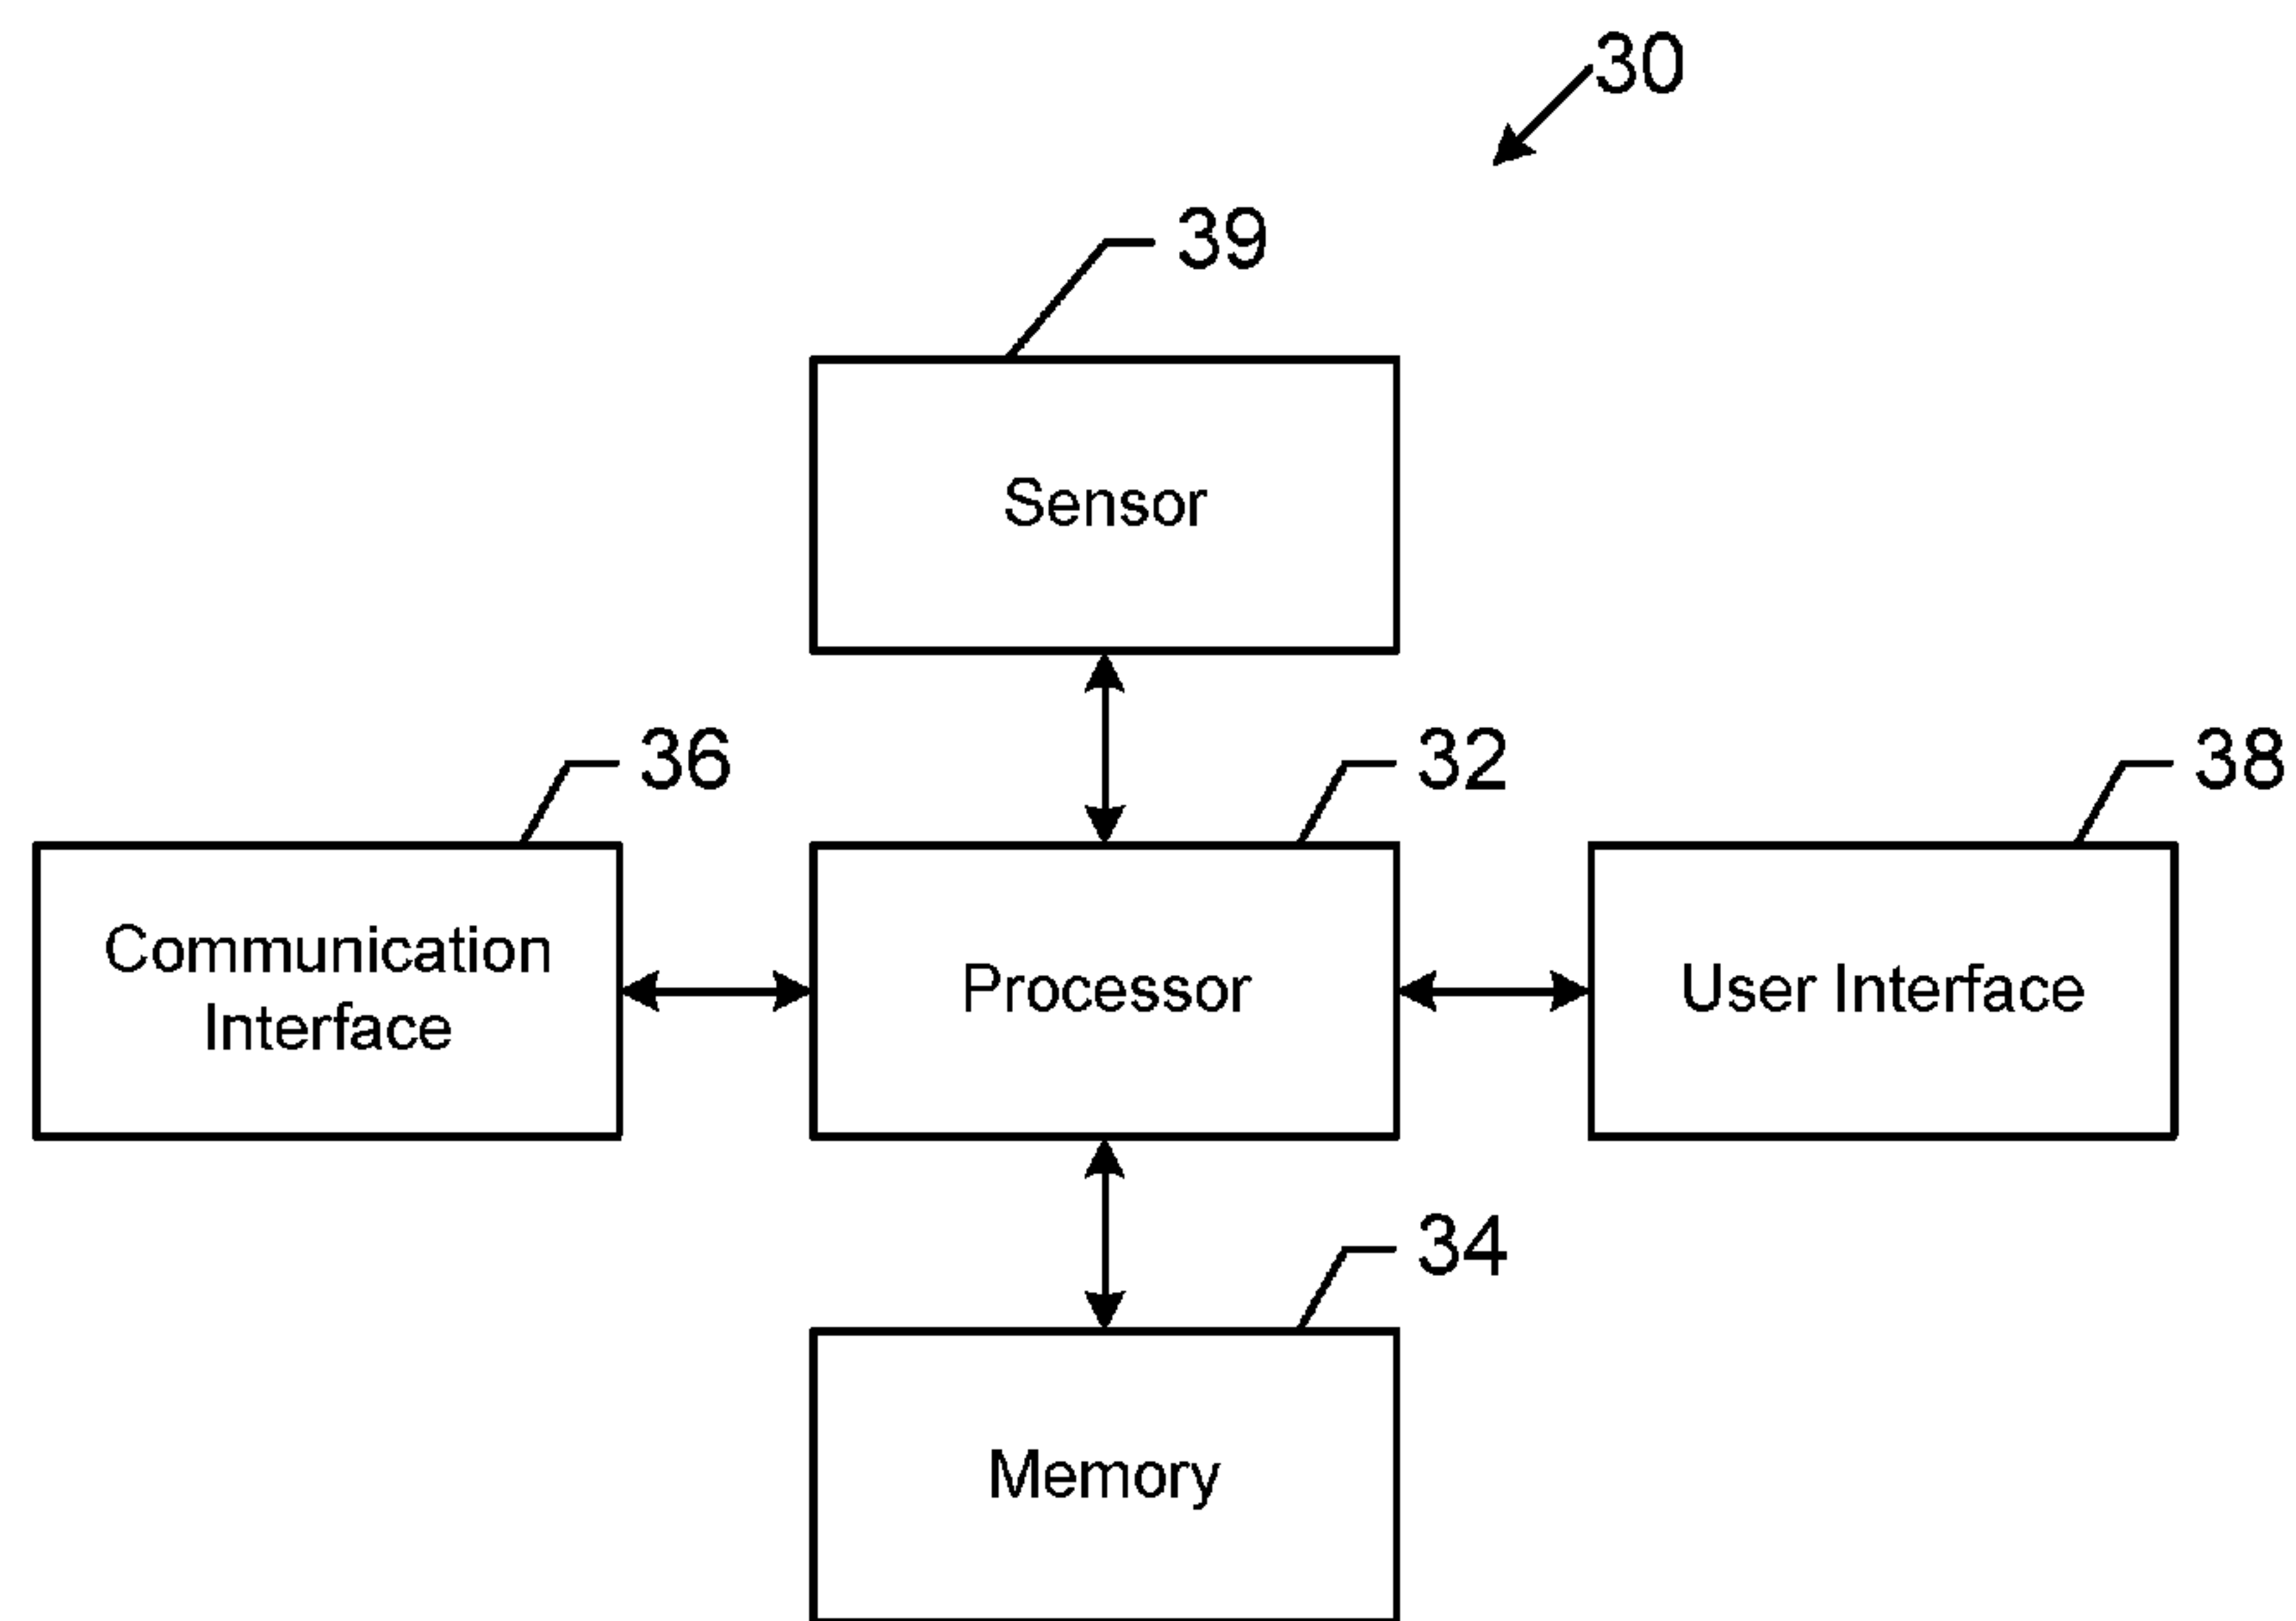 30
39
Sensor
36
32
38
Communication
Interface
Processor
User Interface
34
Memory